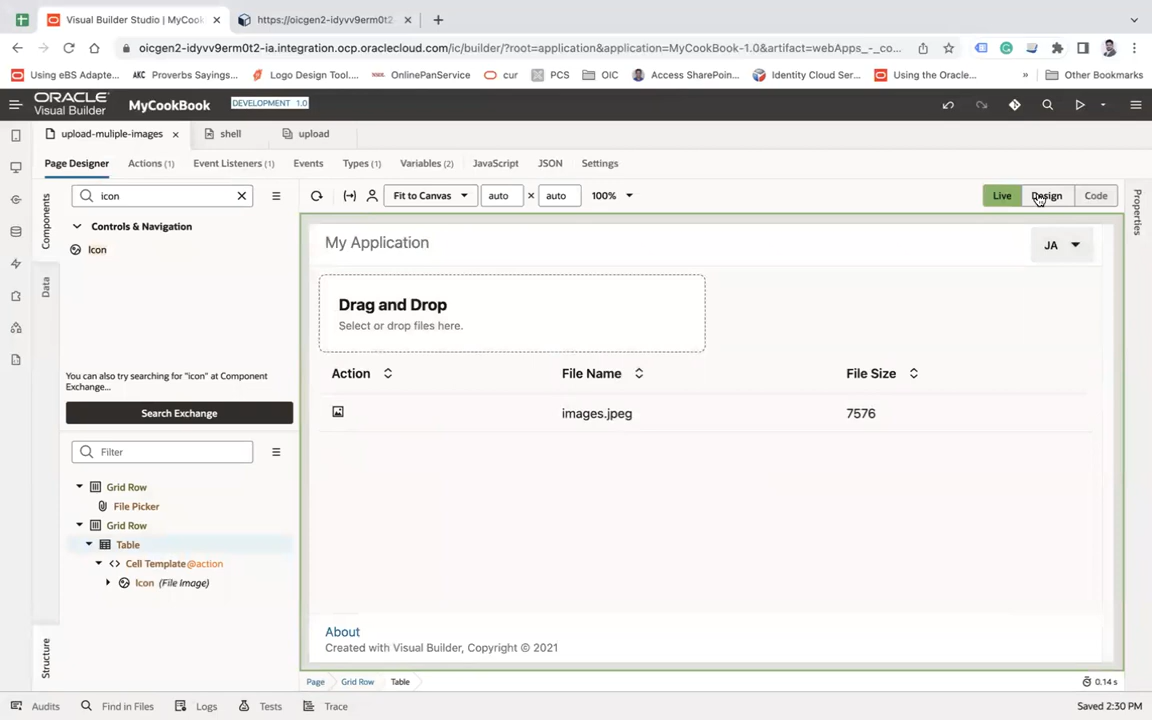 Visual Builder Studio | MyCook
https://oicgen2-idyvv9erm0t2-
oicgen2-idyvv9erm0t2-ia.integration.ocp.oraclecloud.com/ic/builder/?root=application&application=MyCookBook-1.0&artifact=webApps_-_co...
Using eBS Adapte...
AKC Proverbs Sayings...
Logo Design Tool....
OnlinePanService
cur
PCS
OIC
Access SharePoin...
Identity Cloud Ser...
Using the Oracle...
»
Other Bookmarks
ORACLE
Visual Builder
MyCookBook
DEVELOPMENT 1.0
upload-muliple-images
shell
upload
Page Designer
Actions (1)
Event Listeners (1)
Events
Types (1)
Variables (2)
JavaScript
JSON
Settings
Components
icon
Fit to Canvas
auto
×
auto
100%
Live
Design
Code
Properties
Controls & Navigation
Icon
Data
My Application
JA
Drag and Drop
Select or drop files here.
Action
File Name
File Size
images.jpeg
7576
You can also try searching for "icon" at Component
Exchange...
Search Exchange
Filter
Grid Row
File Picker
Grid Row
Table
Cell Template @action
Icon (File Image)
Structure
About
Created with Visual Builder, Copyright © 2021
Page
Grid Row
Table
0.14 s
Audits
Find in Files
Logs
Tests
Trace
Saved 2:30 PM